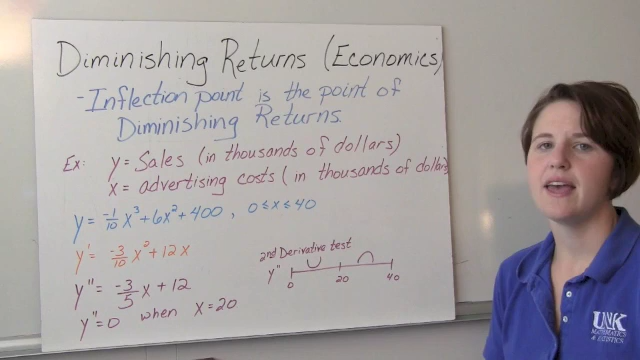 Diminishing Returns (Economics)
- Inflection point is the point of
Diminishing Returns.
Ex: y = Sales (in thousands of dollars)
x = advertising costs (in thousands of dollars)
y = -1/10 x³ + 6x² + 400 , 0 ≤ x ≤ 40
y' = -3/10 x² + 12x
y'' = -3/5 x + 12
y'' = 0 when x = 20
2nd Derivative test
y''
0 20 40
UNK
MATHEMATICS
& STATISTICS